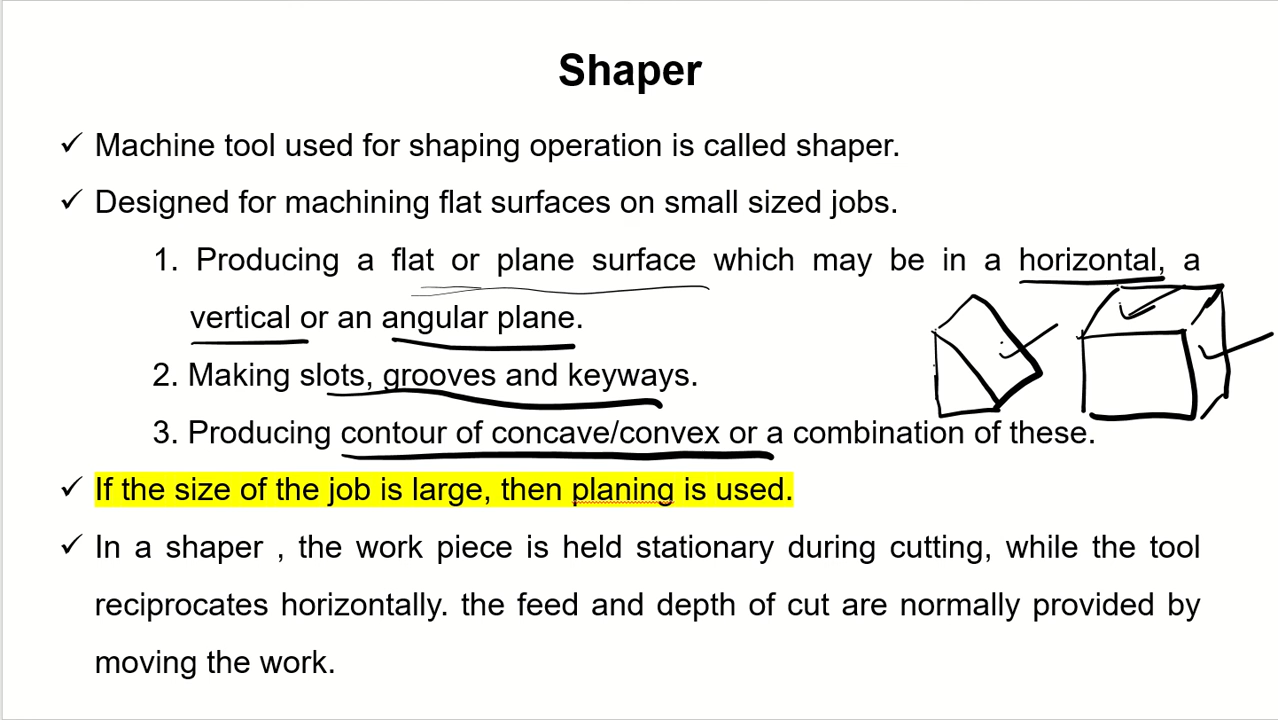 Shaper
✓ Machine tool used for shaping operation is called shaper.
✓ Designed for machining flat surfaces on small sized jobs.
1. Producing a flat or plane surface which may be in a horizontal, a
vertical or an angular plane.
2. Making slots, grooves and keyways.
3. Producing contour of concave/convex or a combination of these.
✓ If the size of the job is large, then planing is used.
✓ In a shaper , the work piece is held stationary during cutting, while the tool
reciprocates horizontally. the feed and depth of cut are normally provided by
moving the work.